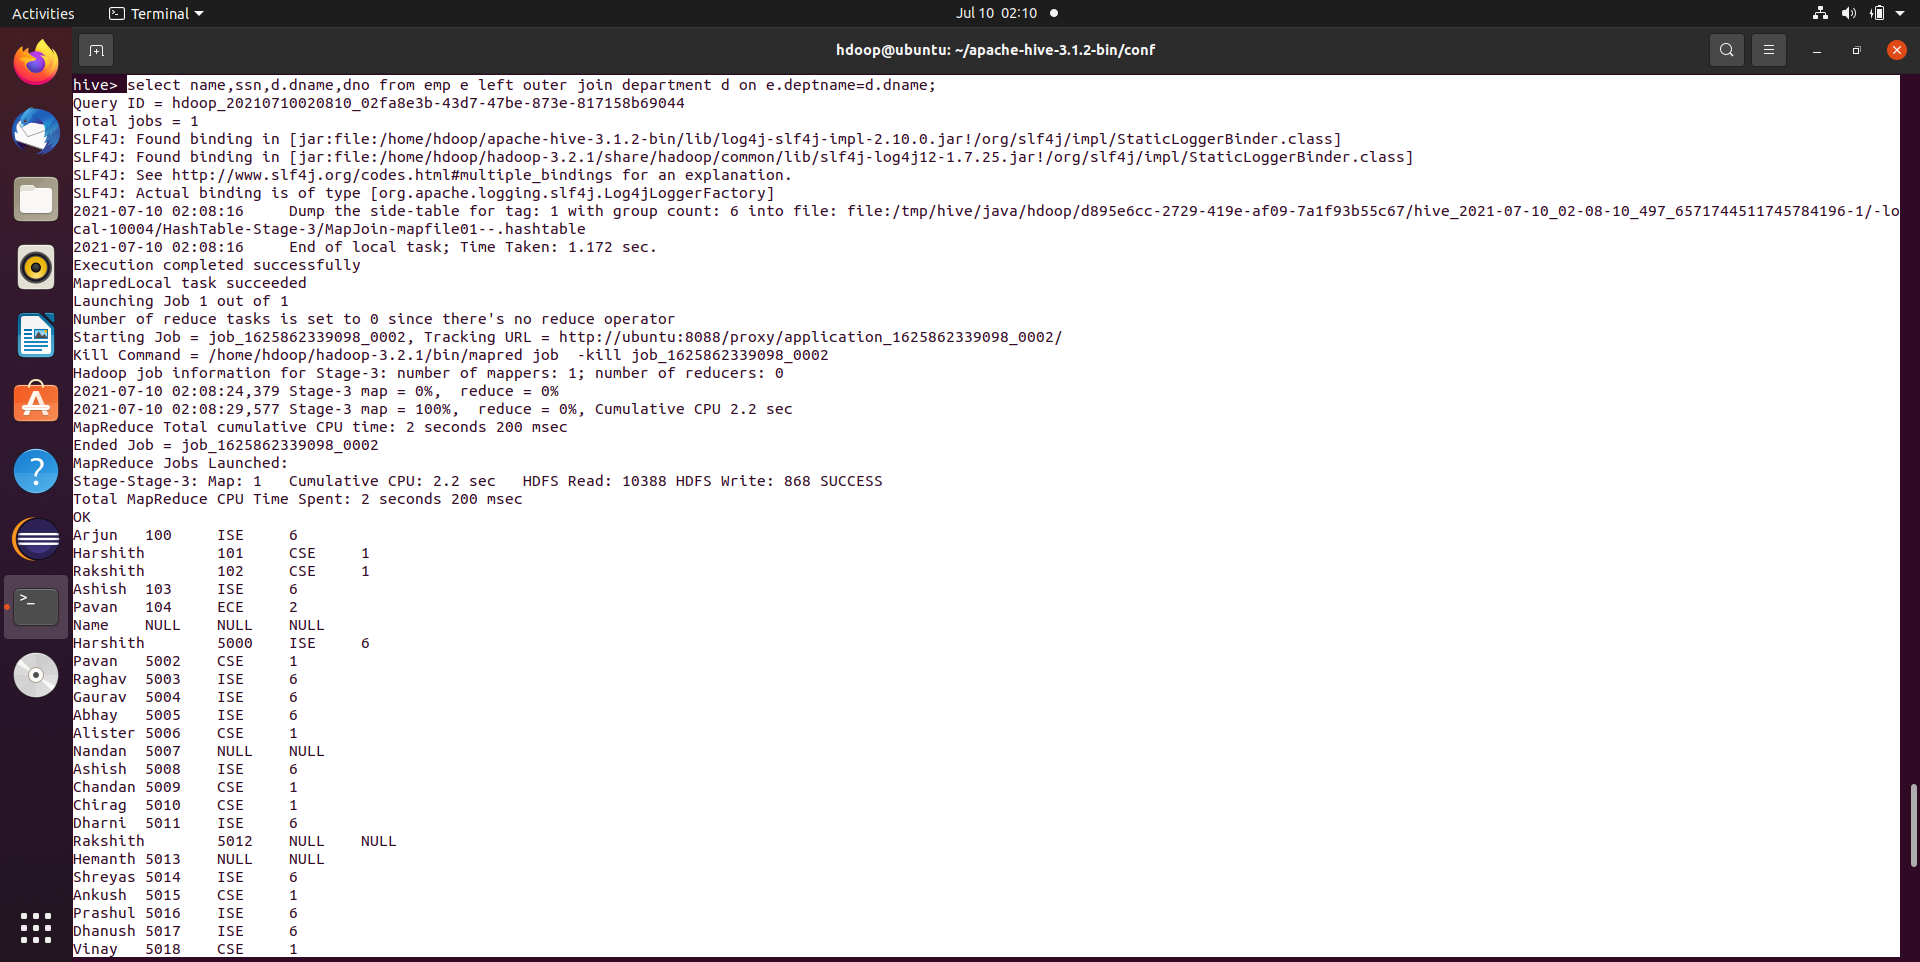 Activities Terminal Jul 10 02:10
hdoop@ubuntu: ~/apache-hive-3.1.2-bin/conf
hive> select name,ssn,d.dname,dno from emp e left outer join department d on e.deptname=d.dname;
Query ID = hdoop_20210710020810_02fa8e3b-43d7-47be-873e-817158b69044
Total jobs = 1
SLF4J: Found binding in [jar:file:/home/hdoop/apache-hive-3.1.2-bin/lib/log4j-slf4j-impl-2.10.0.jar!/org/slf4j/impl/StaticLoggerBinder.class]
SLF4J: Found binding in [jar:file:/home/hdoop/hadoop-3.2.1/share/hadoop/common/lib/slf4j-log4j12-1.7.25.jar!/org/slf4j/impl/StaticLoggerBinder.class]
SLF4J: See http://www.slf4j.org/codes.html#multiple_bindings for an explanation.
SLF4J: Actual binding is of type [org.apache.logging.slf4j.Log4jLoggerFactory]
2021-07-10 02:08:16     Dump the side-table for tag: 1 with group count: 6 into file: file:/tmp/hive/java/hdoop/d895e6cc-2729-419e-af09-7a1f93b55c67/hive_2021-07-10_02-08-10_497_6571744511745784196-1/-lo
cal-10004/HashTable-Stage-3/MapJoin-mapfile01--.hashtable
2021-07-10 02:08:16     End of local task; Time Taken: 1.172 sec.
Execution completed successfully
MapredLocal task succeeded
Launching Job 1 out of 1
Number of reduce tasks is set to 0 since there's no reduce operator
Starting Job = job_1625862339098_0002, Tracking URL = http://ubuntu:8088/proxy/application_1625862339098_0002/
Kill Command = /home/hdoop/hadoop-3.2.1/bin/mapred job  -kill job_1625862339098_0002
Hadoop job information for Stage-3: number of mappers: 1; number of reducers: 0
2021-07-10 02:08:24,379 Stage-3 map = 0%,  reduce = 0%
2021-07-10 02:08:29,577 Stage-3 map = 100%,  reduce = 0%, Cumulative CPU 2.2 sec
MapReduce Total cumulative CPU time: 2 seconds 200 msec
Ended Job = job_1625862339098_0002
MapReduce Jobs Launched:
Stage-Stage-3: Map: 1   Cumulative CPU: 2.2 sec   HDFS Read: 10388 HDFS Write: 868 SUCCESS
Total MapReduce CPU Time Spent: 2 seconds 200 msec
OK
Arjun   100     ISE     6
Harshith        101     CSE     1
Rakshith        102     CSE     1
Ashish  103     ISE     6
Pavan   104     ECE     2
Name    NULL    NULL    NULL
Harshith        5000    ISE     6
Pavan   5002    CSE     1
Raghav  5003    ISE     6
Gaurav  5004    ISE     6
Abhay   5005    ISE     6
Alister 5006    CSE     1
Nandan  5007    NULL    NULL
Ashish  5008    ISE     6
Chandan 5009    CSE     1
Chirag  5010    CSE     1
Dharni  5011    ISE     6
Rakshith        5012    NULL    NULL
Hemanth 5013    NULL    NULL
Shreyas 5014    ISE     6
Ankush  5015    CSE     1
Prashul 5016    ISE     6
Dhanush 5017    ISE     6
Vinay   5018    CSE     1